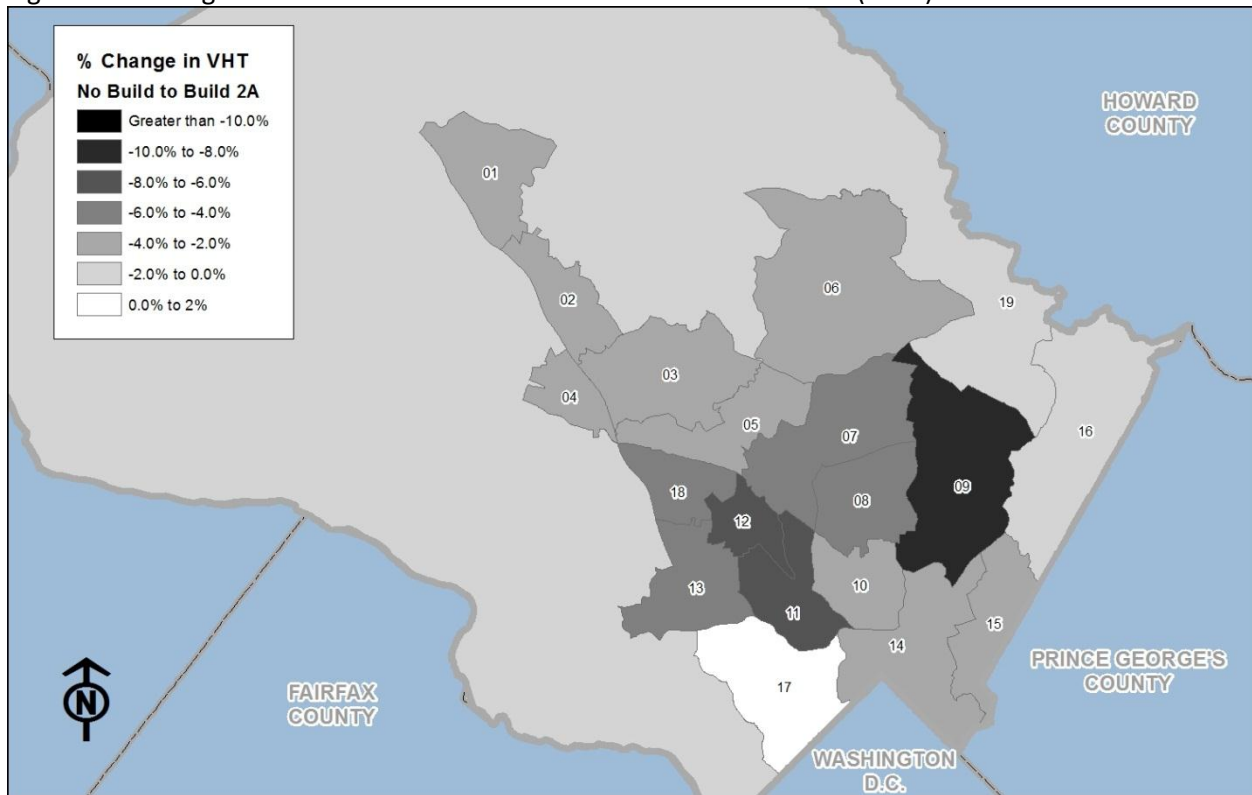 % Change in VHT
No Build to Build 2A
Greater than -10.0%
-10.0% to -8.0%
-8.0% to -6.0%
-6.0% to -4.0%
-4.0% to -2.0%
-2.0% to 0.0%
0.0% to 2%
HOWARD
COUNTY
01
02
06
19
03
04
05
07
16
18
08
09
12
13
11
10
15
14
17
PRINCE GEORGE'S
COUNTY
FAIRFAX
COUNTY
N
WASHINGTON
D.C.